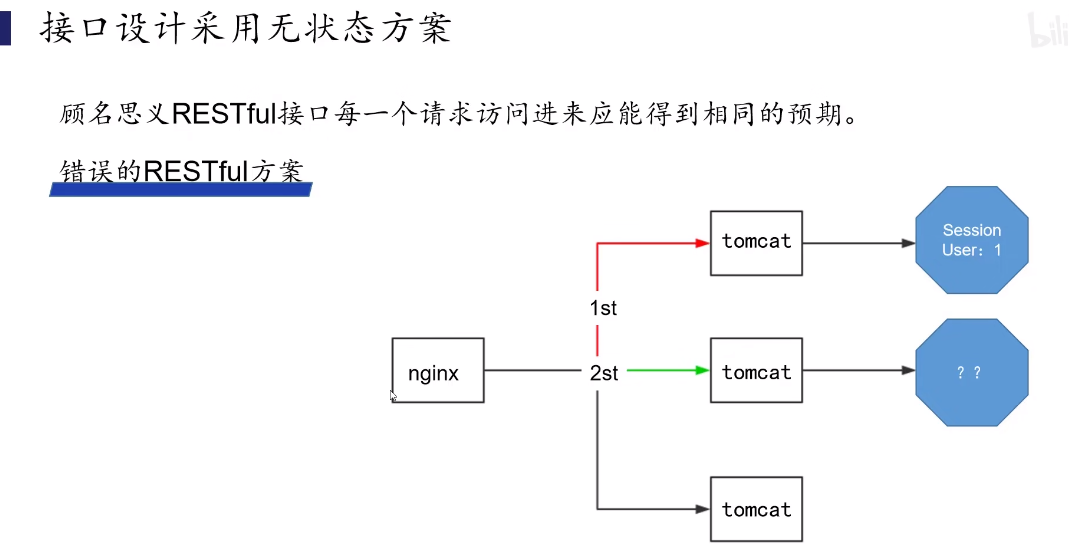 接口设计采用无状态方案
bili
顾名思义RESTful接口每一个请求访问进来应能得到相同的预期。
错误的RESTful方案
tomcat
Session
User：1
1st
nginx
2st
tomcat
？？
tomcat